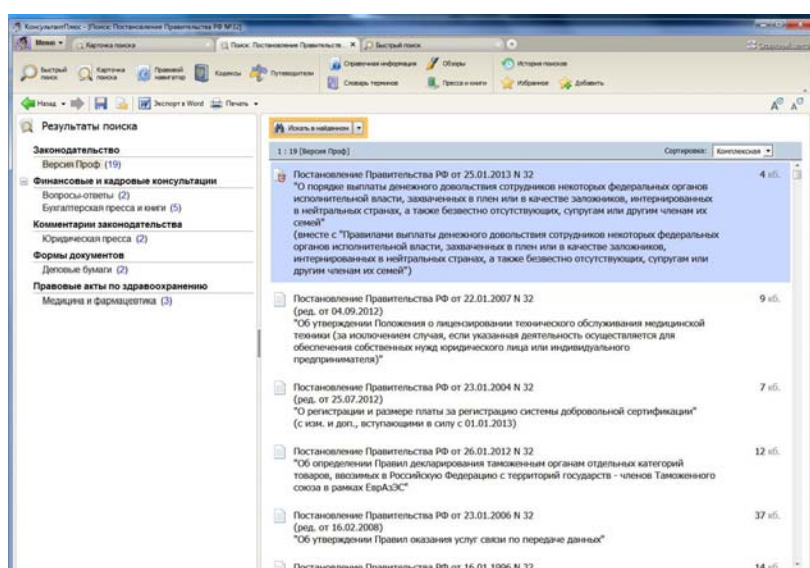 КонсультантПлюс - [Поиск: Постановление Правительства РФ №32]
Меню
Карточка поиска
Поиск: Постановление Правительств...
Быстрый поиск
Быстрый поиск
Карточка поиска
Правовой навигатор
Кодексы
Путеводители
Справочная информация
Обзоры
История поисков
Словарь терминов
Пресса и книги
Избранное
Добавить
Назад
Экспорт в Word
Печать
Результаты поиска
Законодательство
Версия Проф (19)
Финансовые и кадровые консультации
Вопросы-ответы (2)
Бухгалтерская пресса и книги (5)
Комментарии законодательства
Юридическая пресса (2)
Формы документов
Деловые бумаги (2)
Правовые акты по здравоохранению
Медицина и фармацевтика (3)
Искать в найденном
1 : 19 [Версия Проф]
Сортировка: Комплексная
Постановление Правительства РФ от 25.01.2013 N 32 4 кб.
"О порядке выплаты денежного довольствия сотрудников некоторых федеральных органов
исполнительной власти, захваченных в плен или в качестве заложников, интернированных
в нейтральных странах, а также безвестно отсутствующих, супругам или другим членам их
семей"
(вместе с "Правилами выплаты денежного довольствия сотрудников некоторых федеральных
органов исполнительной власти, захваченных в плен или в качестве заложников,
интернированных в нейтральных странах, а также безвестно отсутствующих, супругам или
другим членам их семей")
Постановление Правительства РФ от 22.01.2007 N 32 9 кб.
(ред. от 04.09.2012)
"Об утверждении Положения о лицензировании технического обслуживания медицинской
техники (за исключением случая, если указанная деятельность осуществляется для
обеспечения собственных нужд юридического лица или индивидуального
предпринимателя)"
Постановление Правительства РФ от 23.01.2004 N 32 7 кб.
(ред. от 25.07.2012)
"О регистрации и размере платы за регистрацию системы добровольной сертификации"
(с изм. и доп., вступающими в силу с 01.01.2013)
Постановление Правительства РФ от 26.01.2012 N 32 12 кб.
"Об определении Правил декларирования таможенным органам отдельных категорий
товаров, ввозимых в Российскую Федерацию с территорий государств - членов Таможенного
союза в рамках ЕврАзЭС"
Постановление Правительства РФ от 23.01.2006 N 32 37 кб.
(ред. от 16.02.2008)
"Об утверждении Правил оказания услуг связи по передаче данных"
Постановление Правительства РФ от 16.01.1996 N 32 14 кб.